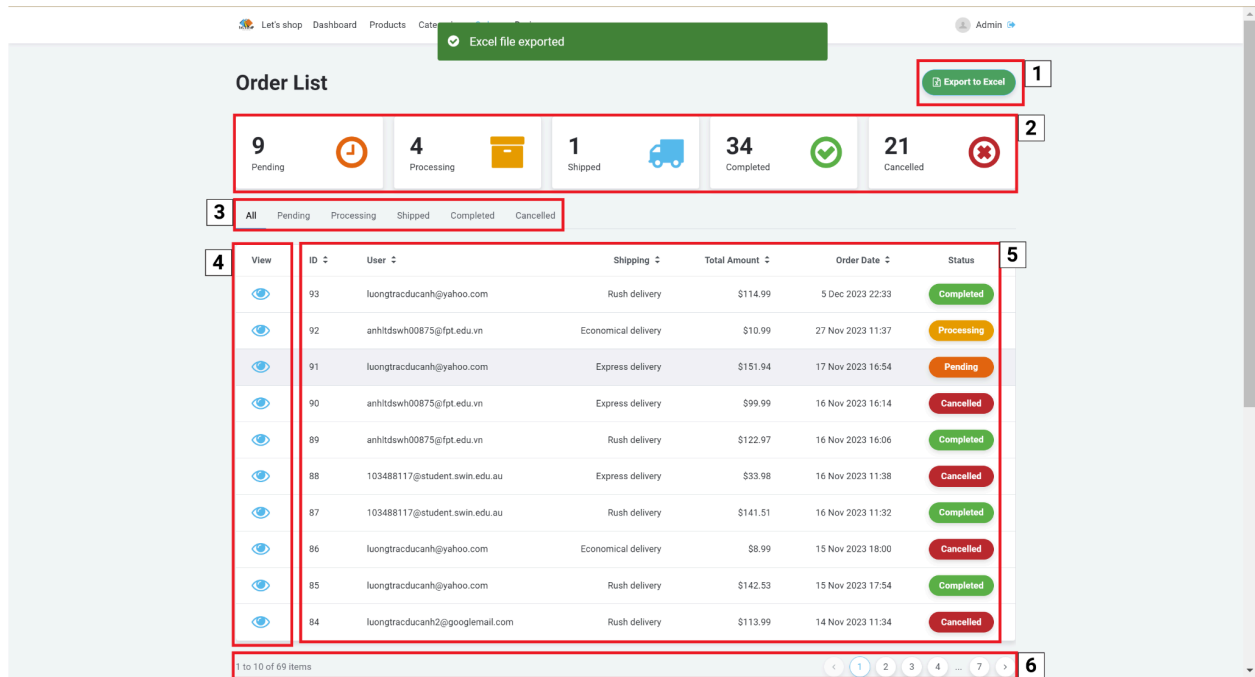 Let's shop Dashboard Products Admin
Excel file exported
Order List
Export to Excel
1
2
9 4 1 34 21
Pending Processing Shipped Completed Cancelled
3
All Pending Processing Shipped Completed Cancelled
4
5
View ID User Shipping Total Amount Order Date Status
93 luongtracducanh@yahoo.com Rush delivery $114.99 5 Dec 2023 22:33 Completed
92 anhltdswh00875@fpt.edu.vn Economical delivery $10.99 27 Nov 2023 11:37 Processing
91 luongtracducanh@yahoo.com Express delivery $151.94 17 Nov 2023 16:54 Pending
90 anhltdswh00875@fpt.edu.vn Express delivery $99.99 16 Nov 2023 16:14 Cancelled
89 anhltdswh00875@fpt.edu.vn Rush delivery $122.97 16 Nov 2023 16:06 Completed
88 103488117@student.swin.edu.au Express delivery $33.98 16 Nov 2023 11:38 Cancelled
87 103488117@student.swin.edu.au Rush delivery $141.51 16 Nov 2023 11:32 Completed
86 luongtracducanh@yahoo.com Economical delivery $8.99 15 Nov 2023 18:00 Cancelled
85 luongtracducanh@yahoo.com Rush delivery $142.53 15 Nov 2023 17:54 Completed
84 luongtracducanh2@googlemail.com Rush delivery $113.99 14 Nov 2023 11:34 Cancelled
1 to 10 of 69 items < 1 2 3 4 ... 7 >
6